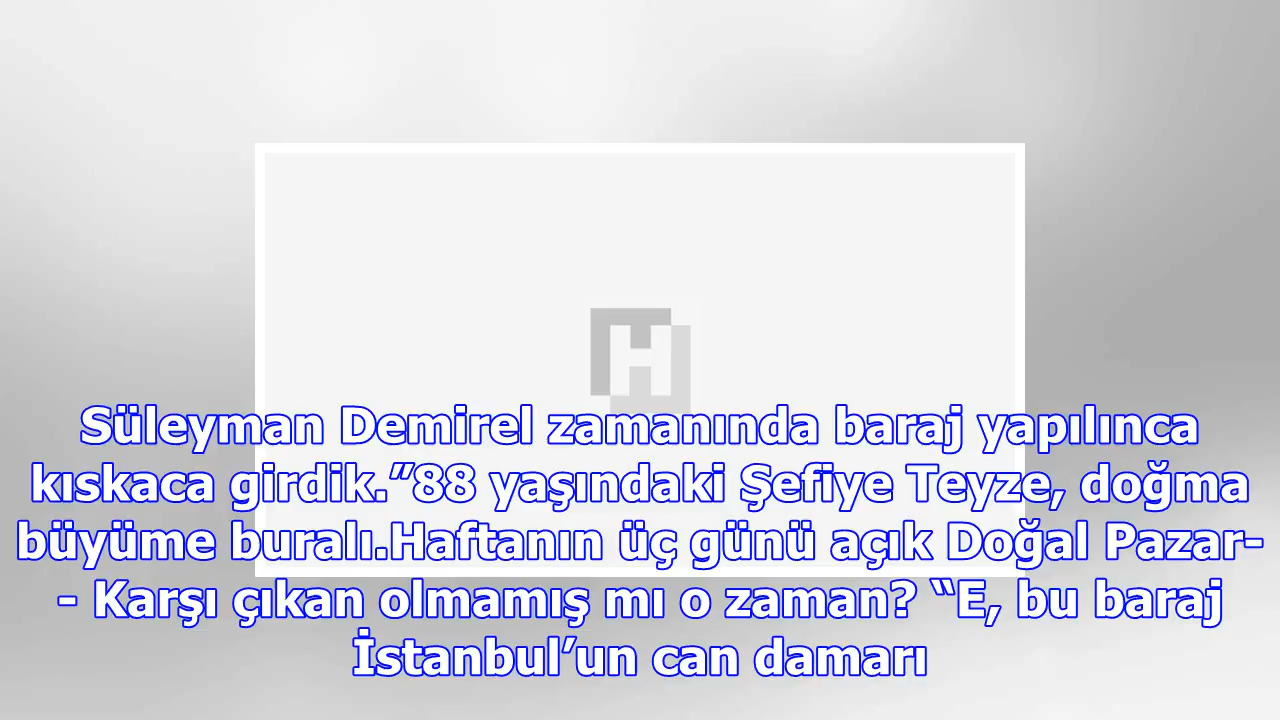 Süleyman Demirel zamanında baraj yapılınca
kıskaca girdik.”88 yaşındaki Şefiye Teyze, doğma
büyüme buralı.Haftanın üç günü açık Doğal Pazar-
- Karşı çıkan olmamış mı o zaman? “E, bu baraj
İstanbul’un can damarı